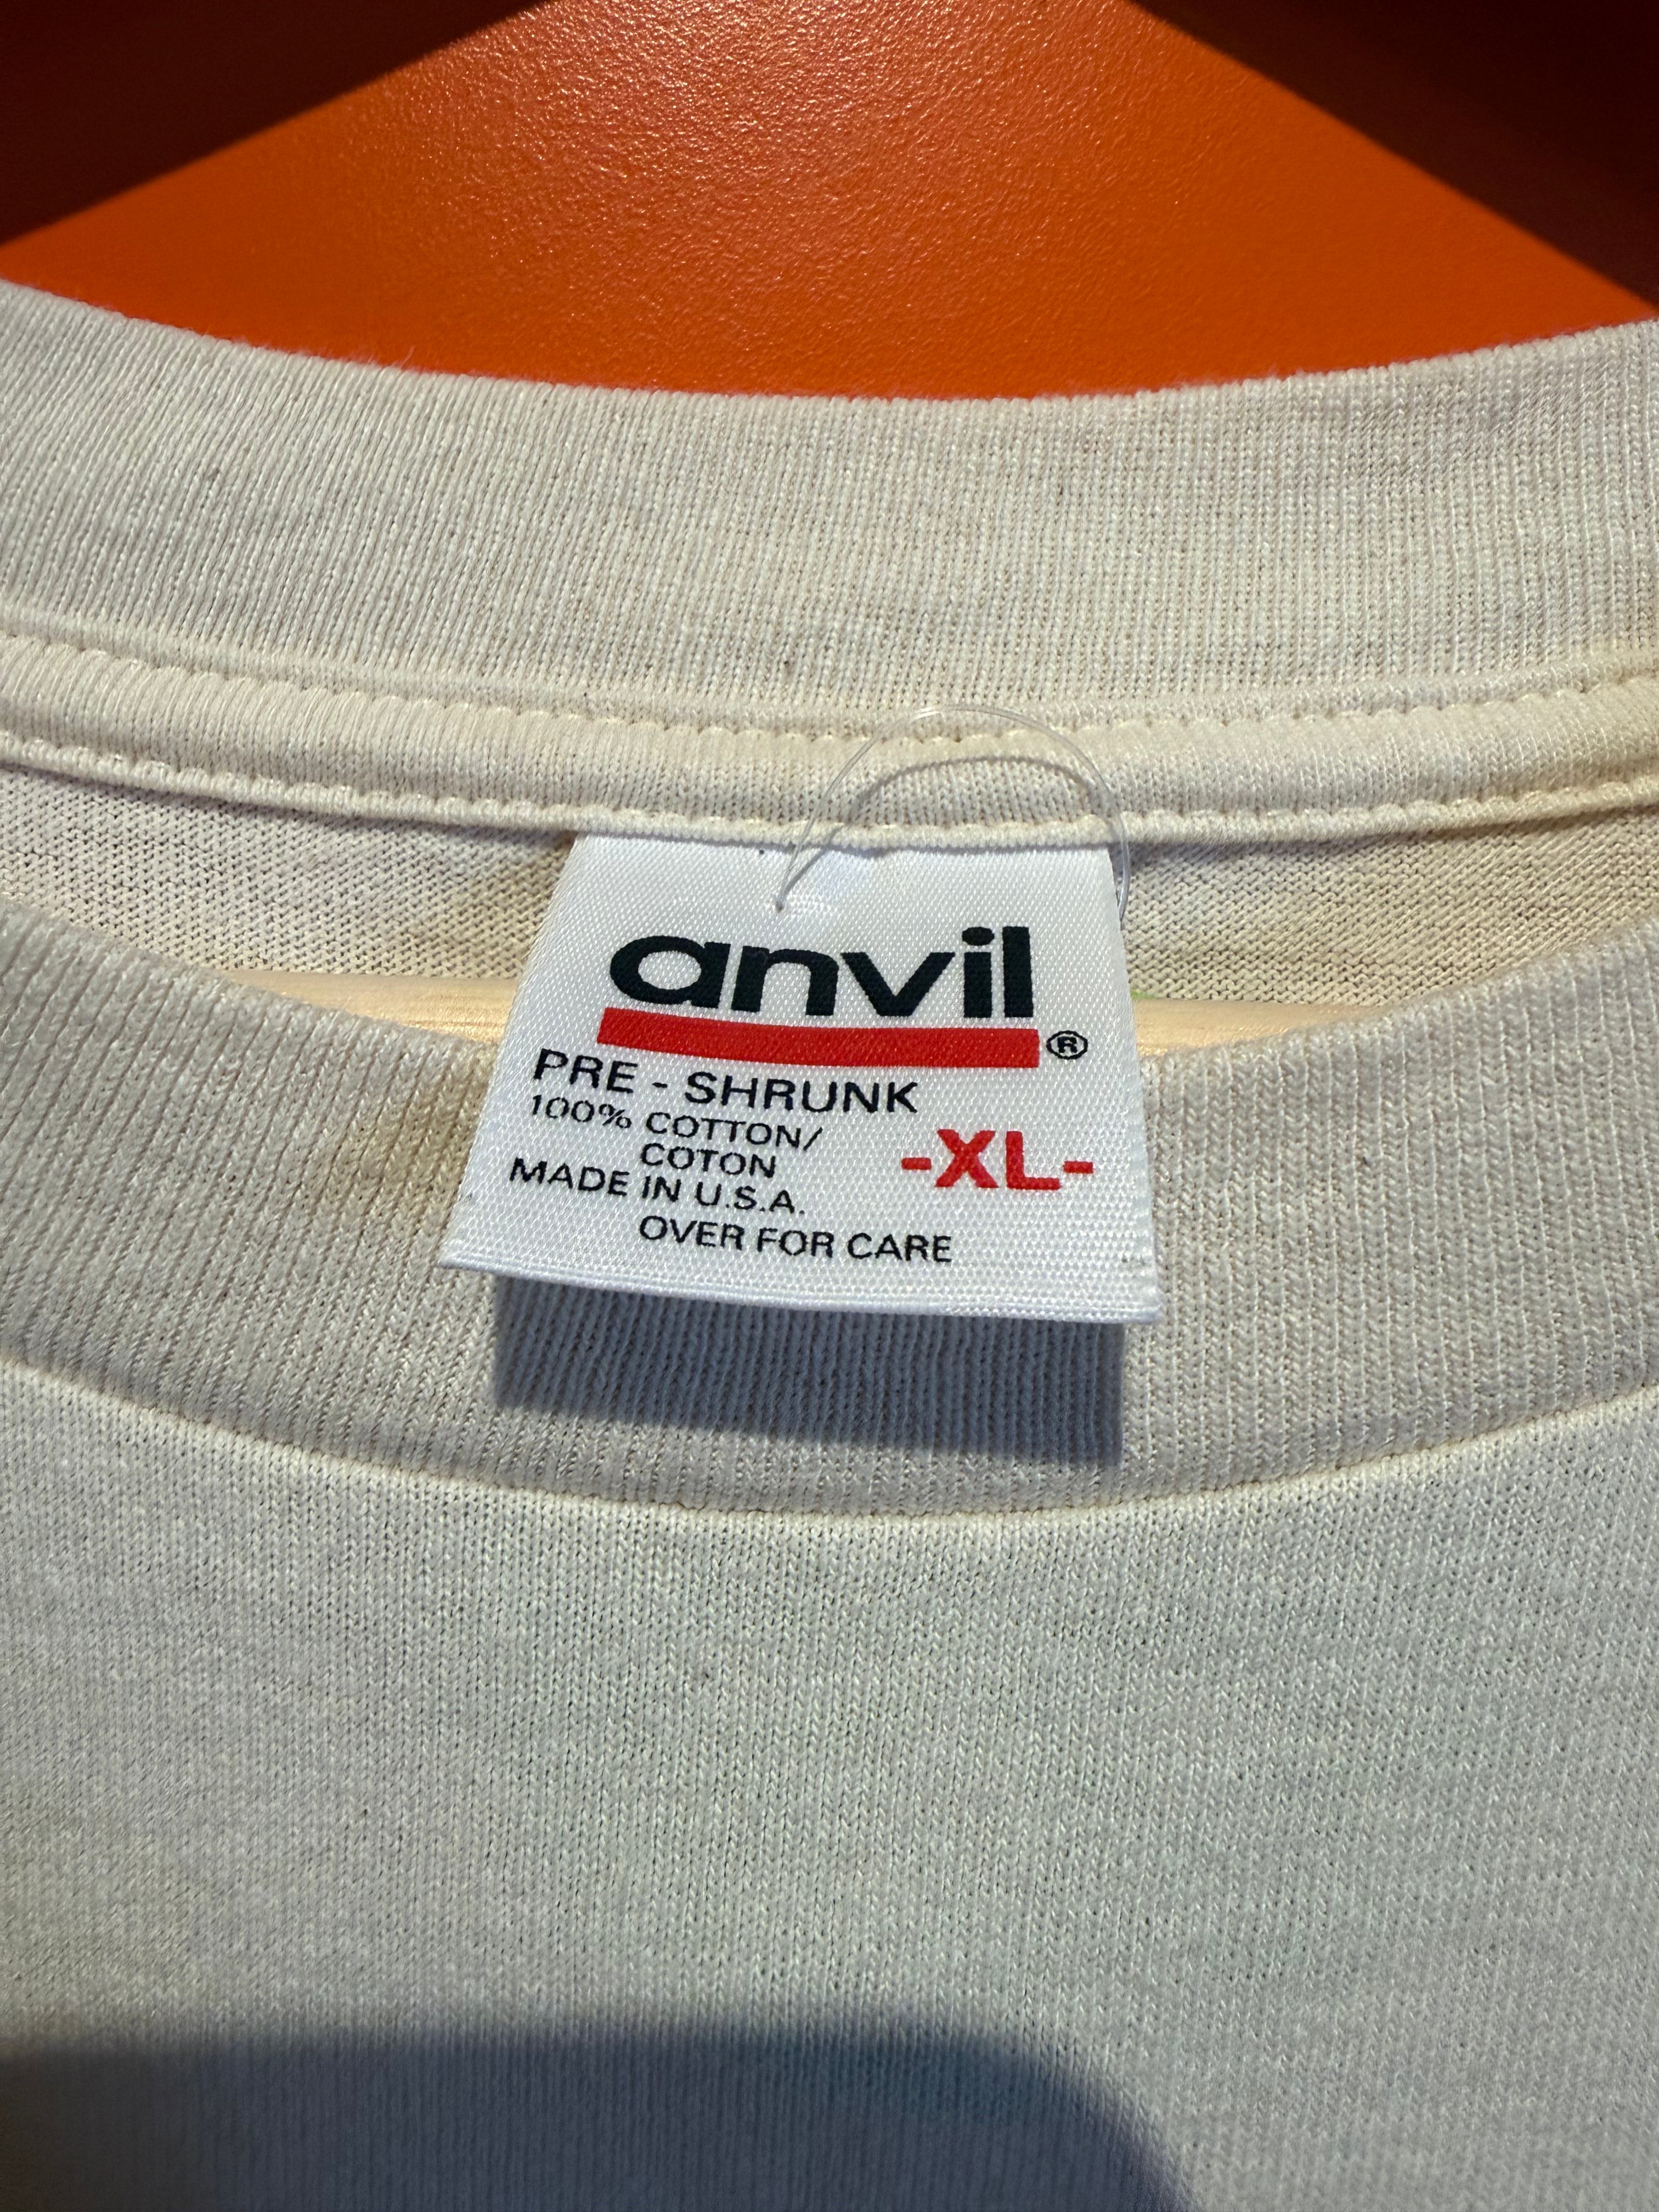 anvil®
PRE - SHRUNK
100% COTTON/
COTON
-XL-
MADE IN U.S.A.
OVER FOR CARE